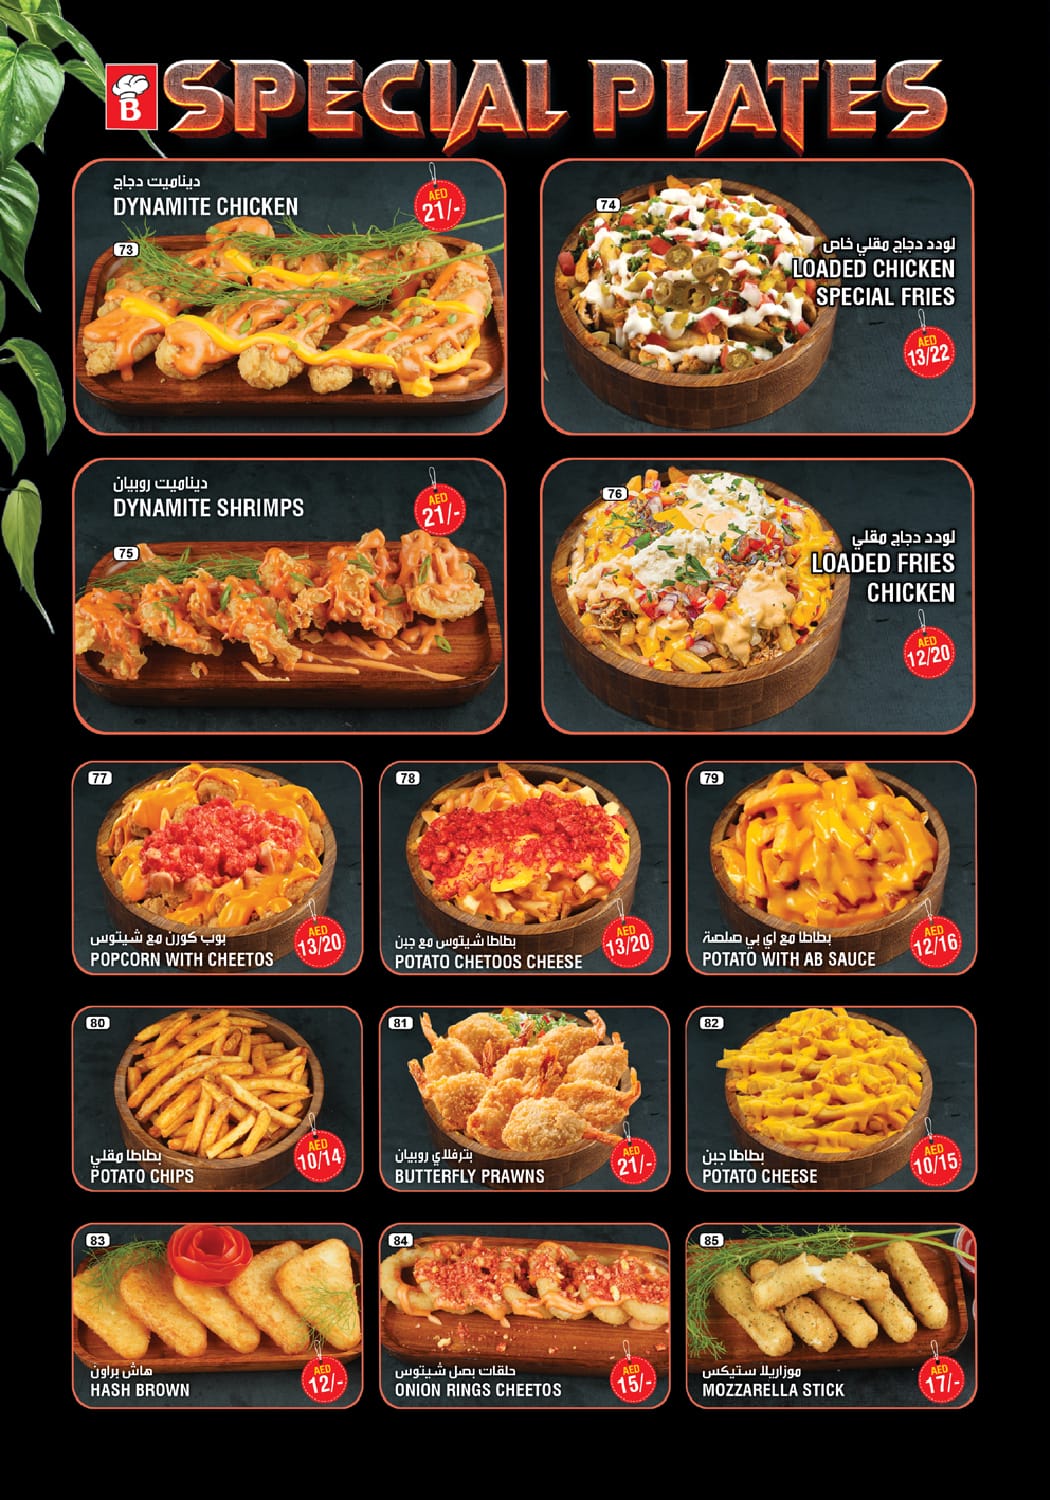 B
SPECIAL PLATES
ديناميت دجاج
DYNAMITE CHICKEN
AED
21/-
73
74
لودد دجاج مقلي خاص
LOADED CHICKEN
SPECIAL FRIES
AED
13/22
ديناميت روبيان
DYNAMITE SHRIMPS
AED
21/-
75
76
لودد دجاج مقلي
LOADED FRIES
CHICKEN
AED
12/20
77
بوب كورن مع شيتوس
POPCORN WITH CHEETOS
AED
13/20
78
بطاطا شيتوس مع جبن
POTATO CHETOOS CHEESE
AED
13/20
79
بطاطا مع اي بي صلصة
POTATO WITH AB SAUCE
AED
12/16
80
بطاطا مقلي
POTATO CHIPS
AED
10/14
81
بترفلاي روبيان
BUTTERFLY PRAWNS
AED
21/-
82
بطاطا جبن
POTATO CHEESE
AED
10/15
83
هاش براون
HASH BROWN
AED
12/-
84
حلقات بصل شيتوس
ONION RINGS CHEETOS
AED
15/-
85
موزاريلا ستيكس
MOZZARELLA STICK
AED
17/-